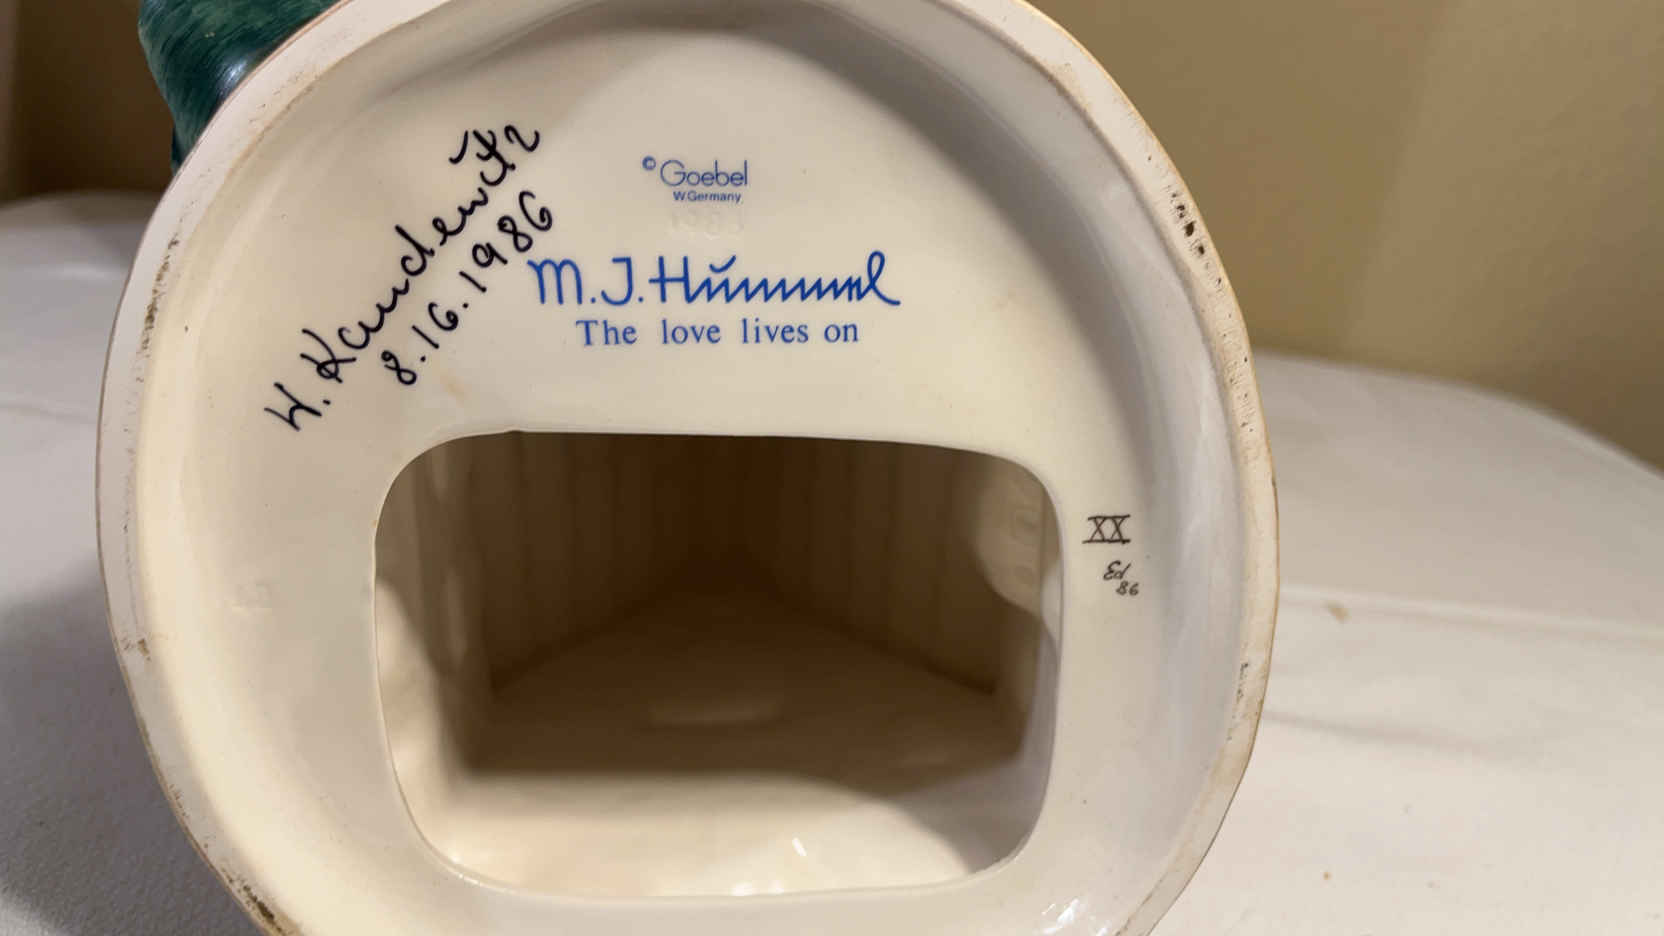 © Goebel
W.Germany
M.J. Hummel
The love lives on
8.16.1986
XX
Ed
86